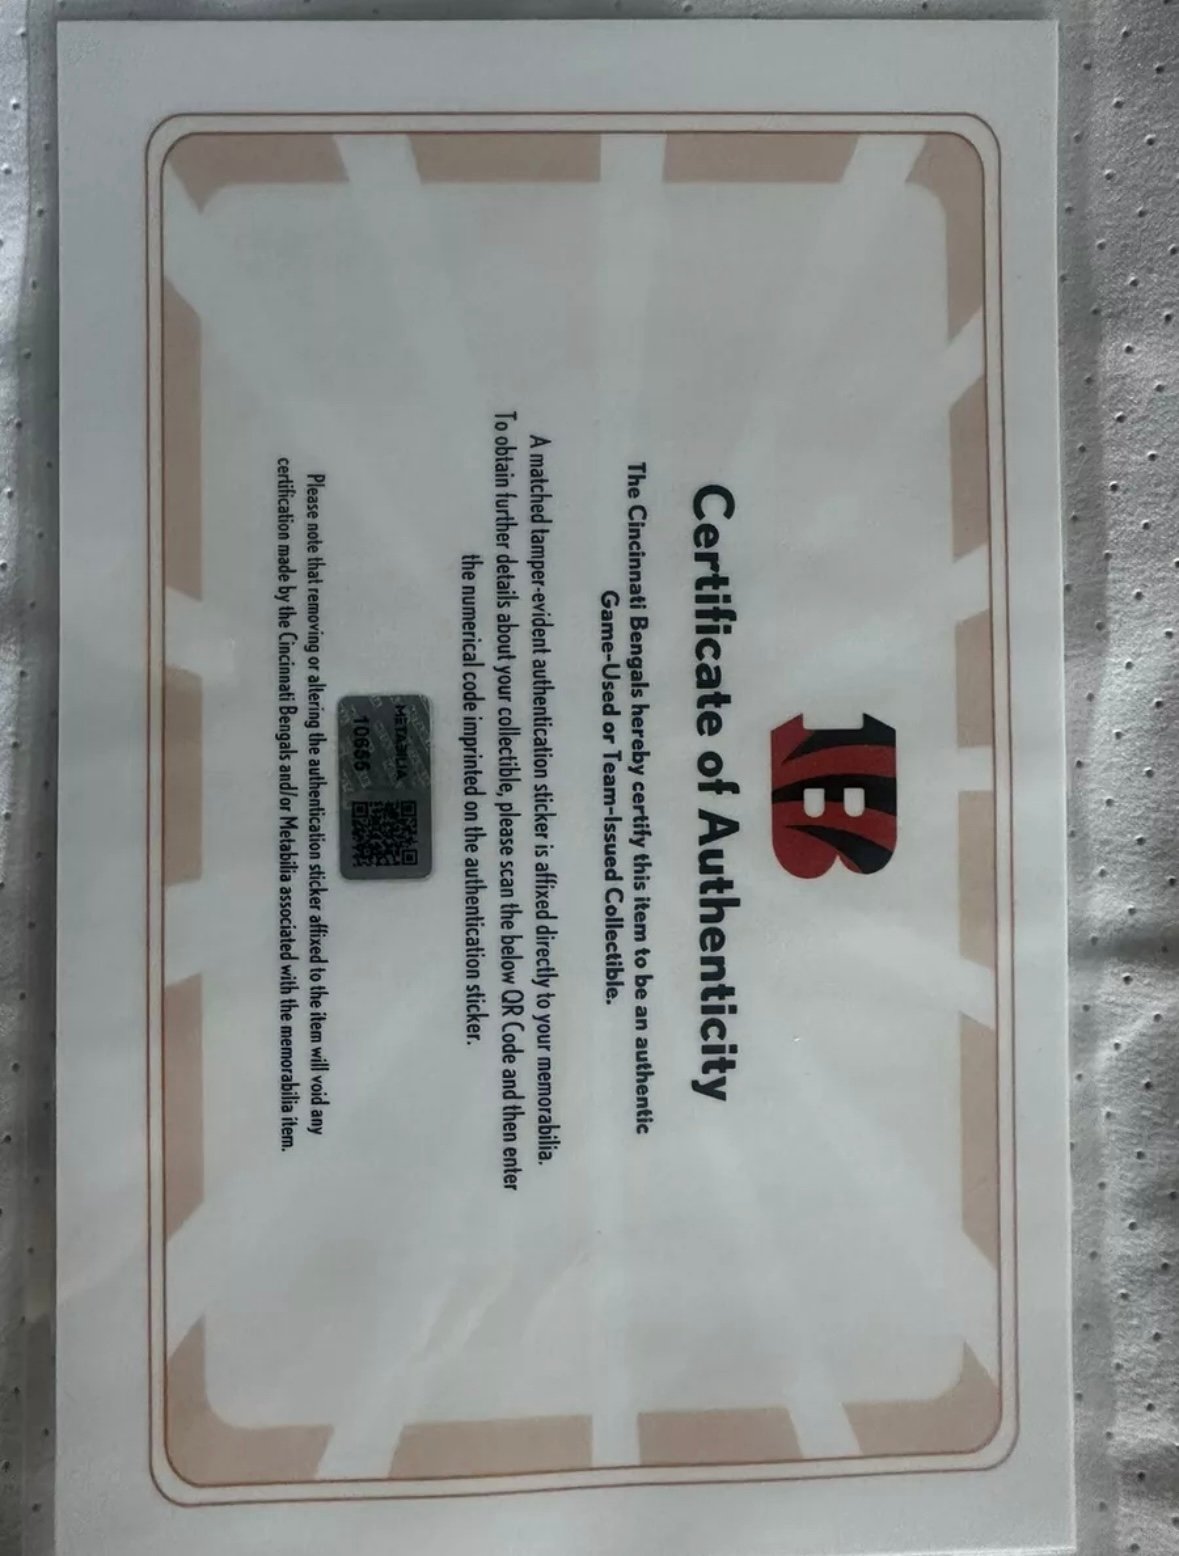 B
Certificate of Authenticity
The Cincinnati Bengals hereby certify this item to be an authentic
Game-Used or Team-Issued Collectible.
A matched tamper-evident authentication sticker is affixed directly to your memorabilia.
To obtain further details about your collectible, please scan the below QR Code and then enter
the numerical code imprinted on the authentication sticker.
METABILIA
10665
Please note that removing or altering the authentication sticker affixed to the item will void any
certification made by the Cincinnati Bengals and/or Metabilia associated with the memorabilia item.